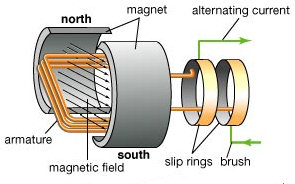 north
magnet
alternating current
armature
magnetic field
south
slip rings
brush